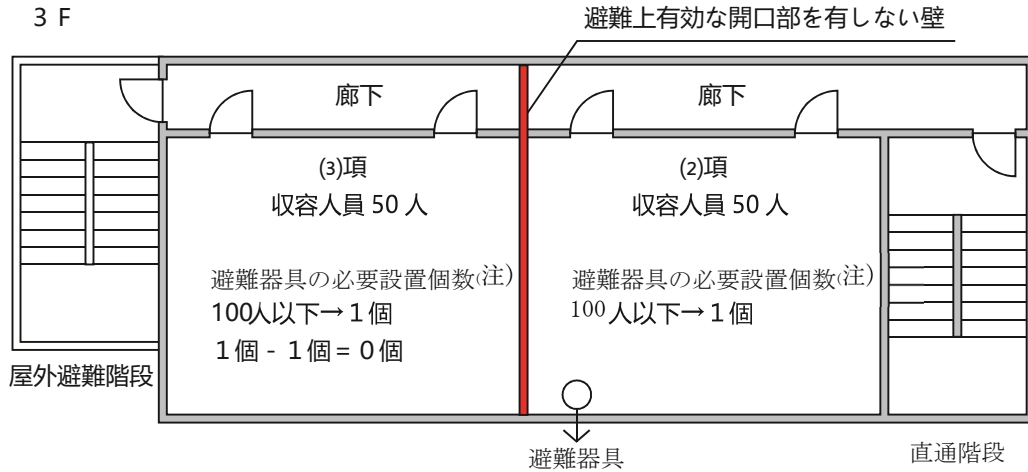 3 F
避難上有効な開口部を有しない壁
廊下
廊下
(3)項
収容人員 50 人
(2)項
収容人員 50 人
避難器具の必要設置個数(注)
100人以下→１個
１個 - １個 = ０個
避難器具の必要設置個数(注)
100人以下→１個
屋外避難階段
避難器具
直通階段